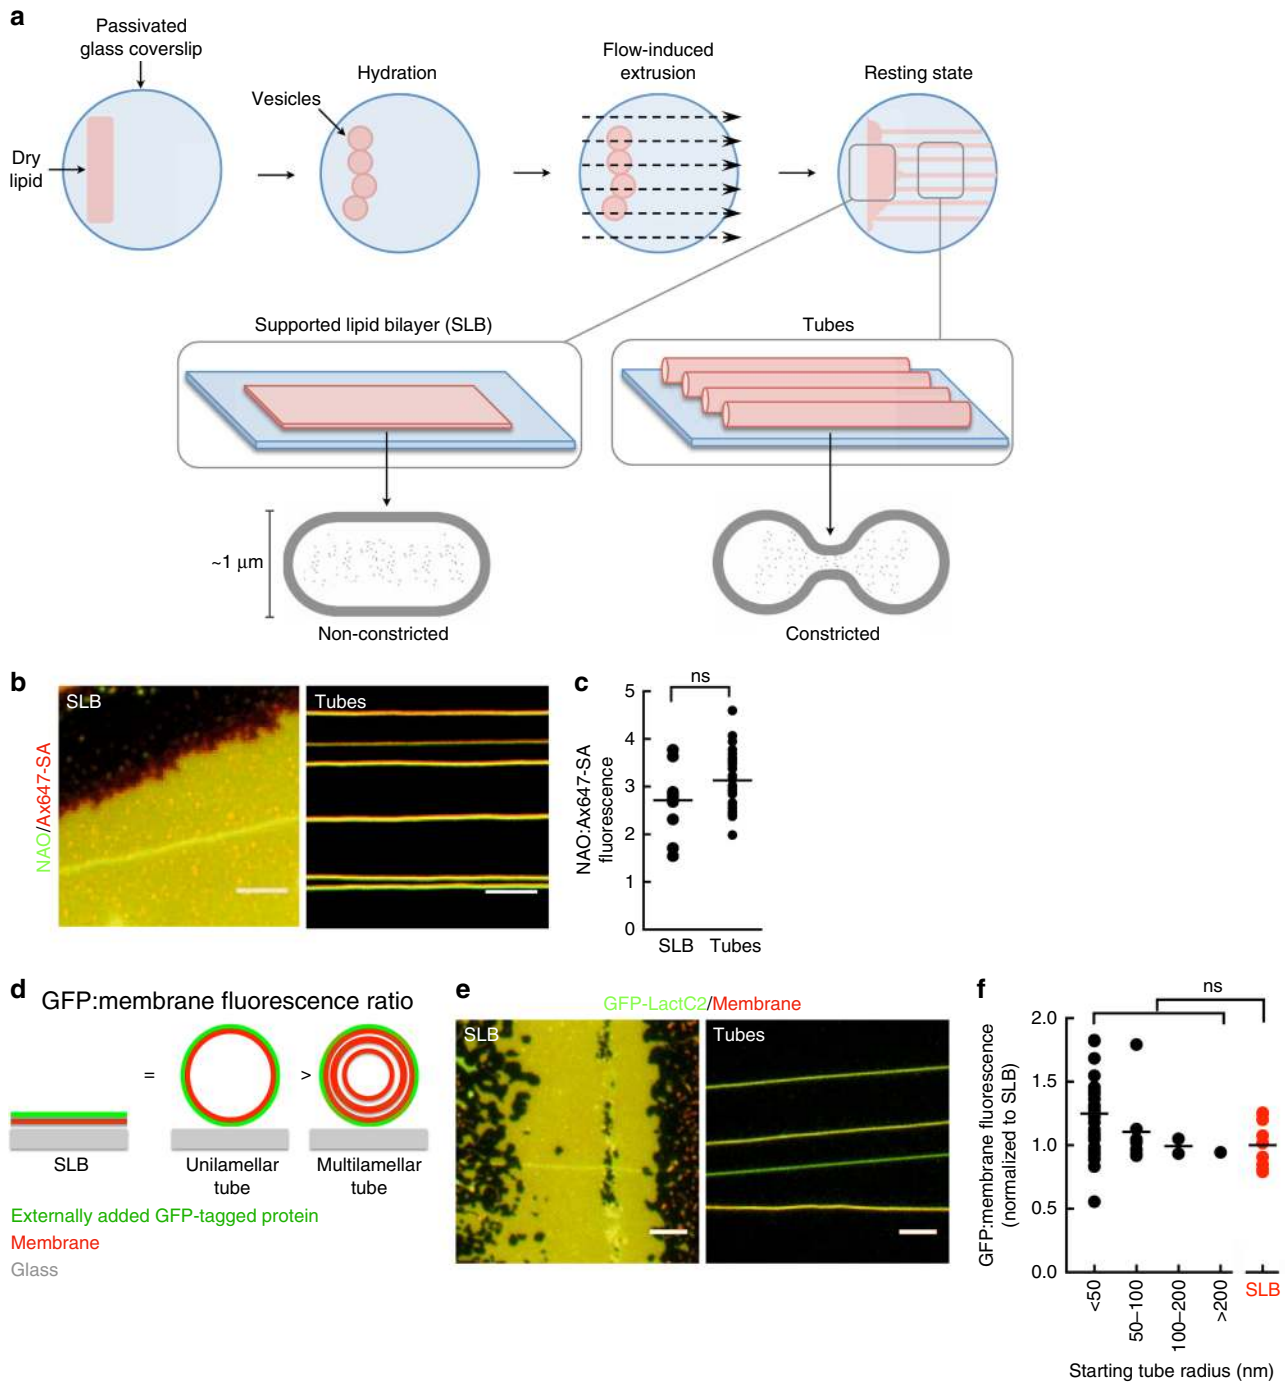 a
Passivated
glass coverslip
Dry
lipid
Hydration
Vesicles
Flow-induced
extrusion
Resting state
Supported lipid bilayer (SLB)
Tubes
~1 μm
Non-constricted
Constricted
b
NAO/Ax647-SA
SLB
Tubes
c
ns
NAO:Ax647-SA
fluorescence
5
4
3
2
1
0
SLB
Tubes
d
GFP:membrane fluorescence ratio
=
>
SLB
Unilamellar
tube
Multilamellar
tube
Externally added GFP-tagged protein
Membrane
Glass
e
GFP-LactC2/Membrane
SLB
Tubes
f
ns
GFP:membrane fluorescence
(normalized to SLB)
2.0
1.5
1.0
0.5
0.0
<50
50–100
100–200
>200
SLB
Starting tube radius (nm)